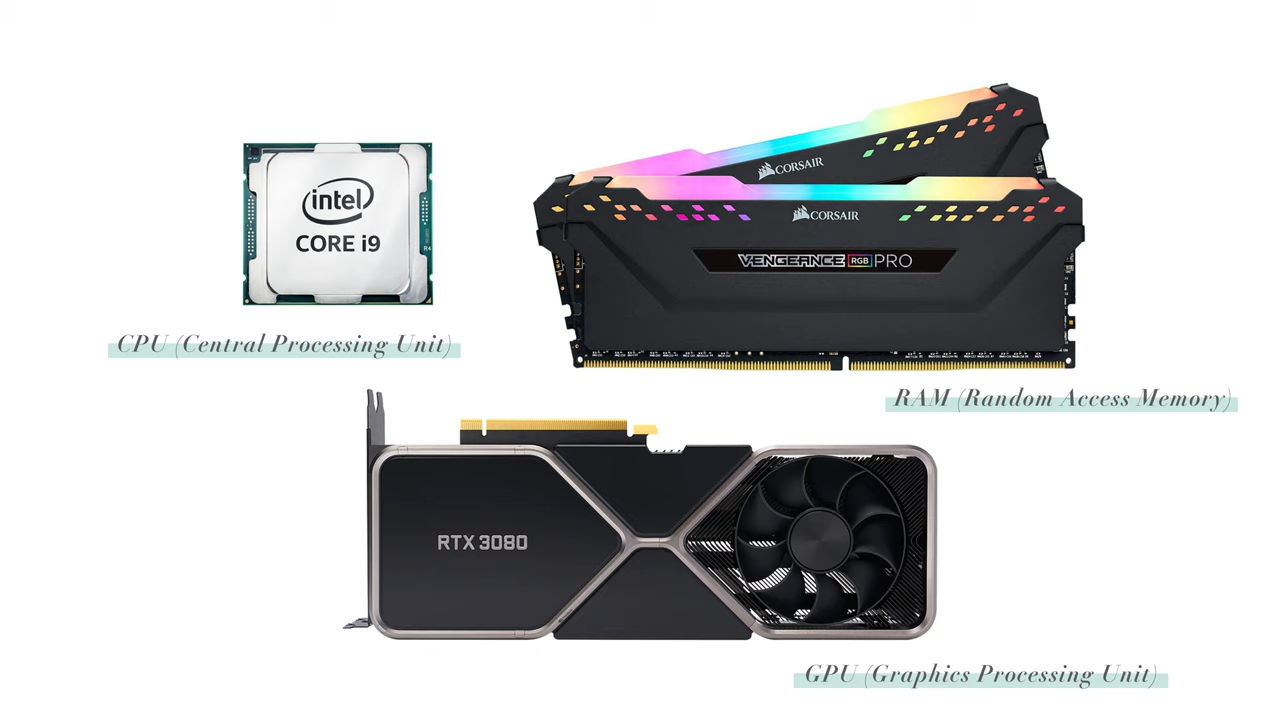 intel
CORE i9
CPU (Central Processing Unit)
CORSAIR
CORSAIR
VENGEANCE RGB PRO
RAM (Random Access Memory)
RTX 3080
GPU (Graphics Processing Unit)